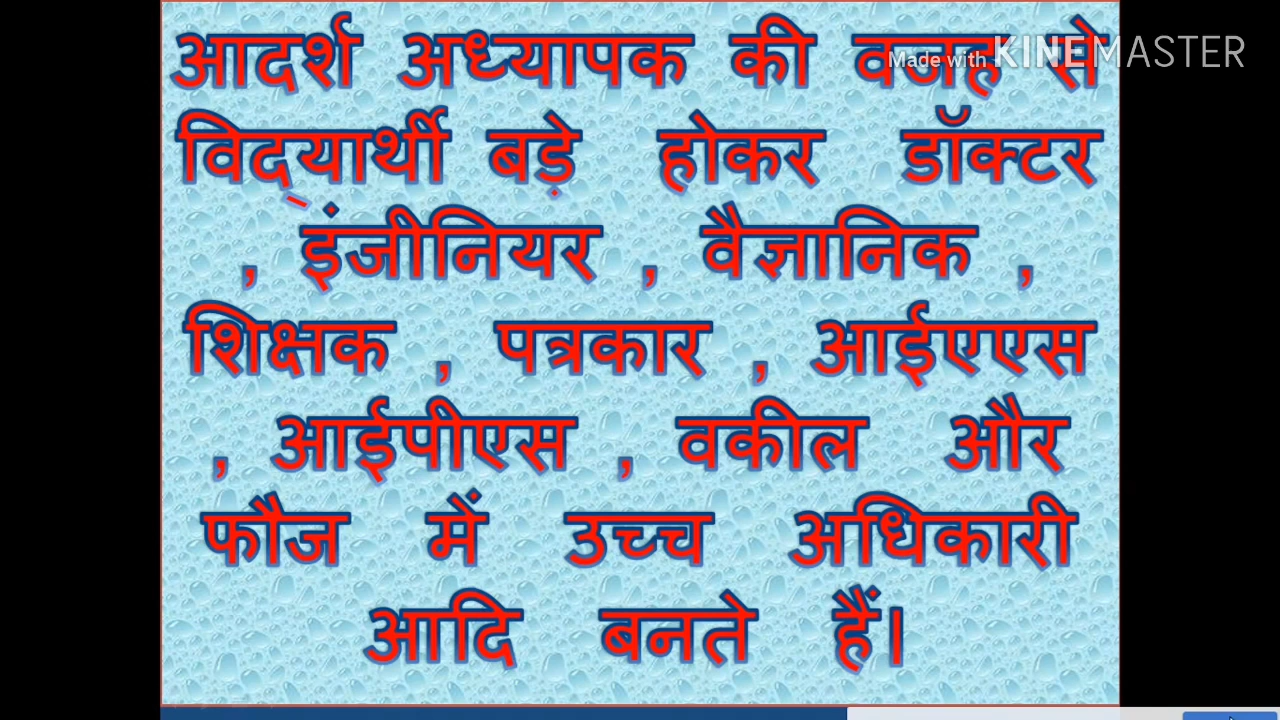 आदर्श अध्यापक की वजह से
Made with KINEMASTER
विद्‌यार्थी बड़े होकर डॉक्टर
, इंजीनियर , वैज्ञानिक ,
शिक्षक , पत्रकार , आईएएस
, आईपीएस , वकील और
फौज में उच्च अधिकारी
आदि बनते हैं।